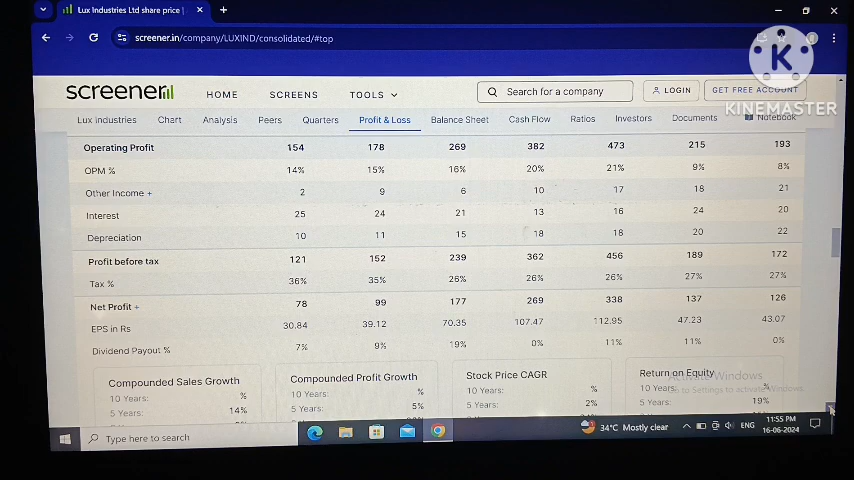 Lux Industries Ltd share price |
screener.in/company/LUXIND/consolidated/#top
K
KINEMASTER
screener
HOME SCREENS TOOLS Search for a company LOGIN GET FREE ACCOUNT
Lux Industries Chart Analysis Peers Quarters Profit & Loss Balance Sheet Cash Flow Ratios Investors Documents Notebook
Operating Profit 154 178 269 382 473 215 193
OPM % 14% 15% 16% 20% 21% 9% 8%
Other Income + 2 9 6 10 17 18 21
Interest 25 24 21 13 16 24 20
Depreciation 10 11 15 18 18 20 22
Profit before tax 121 152 239 362 456 189 172
Tax % 36% 35% 26% 26% 26% 27% 27%
Net Profit + 78 99 177 269 338 137 126
EPS in Rs 30.84 39.12 70.35 107.47 112.95 47.23 43.07
Dividend Payout % 7% 9% 19% 0% 11% 11% 0%
Compounded Sales Growth Compounded Profit Growth Stock Price CAGR Return on Equity
10 Years: % 10 Years: % 10 Years: % 10 Years: %
5 Years: 14% 5 Years: 5% 5 Years: 2% 5 Years: 19%
Activate Windows
Go to Settings to activate Windows.
Type here to search 34°C Mostly clear ENG 11:55 PM
16-06-2024